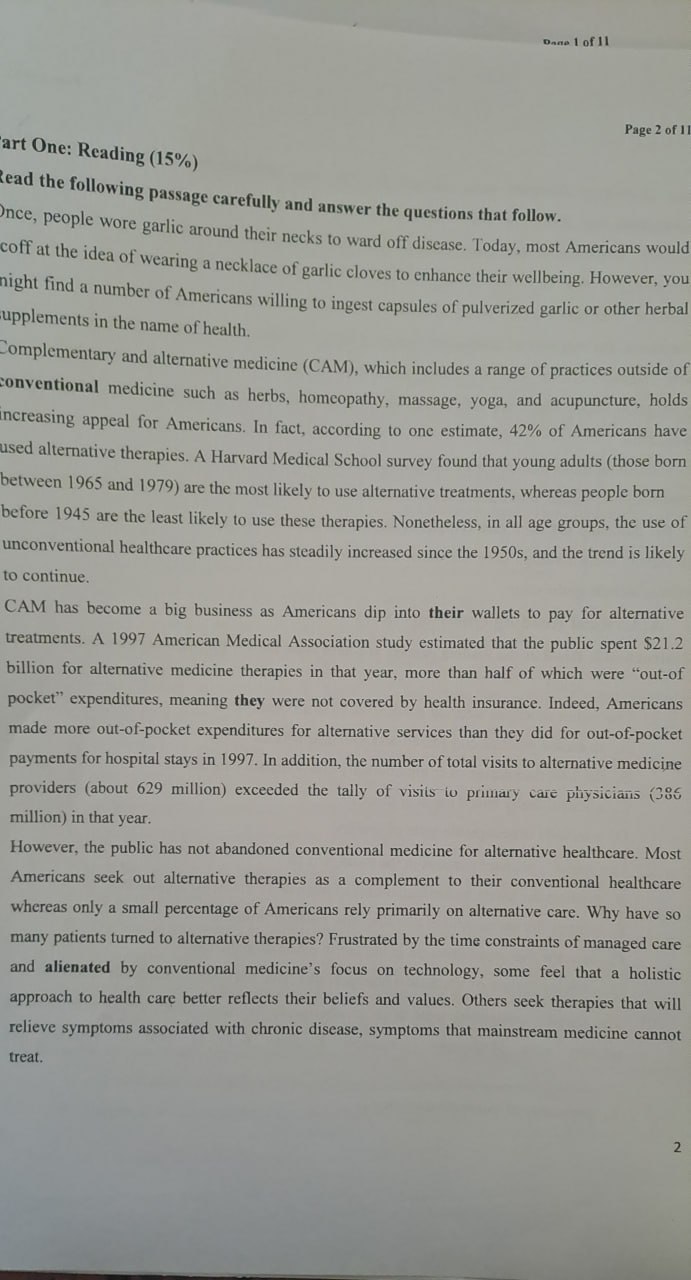 Page 1 of 11
Page 2 of 11
art One: Reading (15%)
Read the following passage carefully and answer the questions that follow.
Once, people wore garlic around their necks to ward off disease. Today, most Americans would
coff at the idea of wearing a necklace of garlic cloves to enhance their wellbeing. However, you
might find a number of Americans willing to ingest capsules of pulverized garlic or other herbal
supplements in the name of health.
Complementary and alternative medicine (CAM), which includes a range of practices outside of
conventional medicine such as herbs, homeopathy, massage, yoga, and acupuncture, holds
increasing appeal for Americans. In fact, according to one estimate, 42% of Americans have
used alternative therapies. A Harvard Medical School survey found that young adults (those born
between 1965 and 1979) are the most likely to use alternative treatments, whereas people born
before 1945 are the least likely to use these therapies. Nonetheless, in all age groups, the use of
unconventional healthcare practices has steadily increased since the 1950s, and the trend is likely
to continue.
CAM has become a big business as Americans dip into their wallets to pay for alternative
treatments. A 1997 American Medical Association study estimated that the public spent $21.2
billion for alternative medicine therapies in that year, more than half of which were “out-of
pocket” expenditures, meaning they were not covered by health insurance. Indeed, Americans
made more out-of-pocket expenditures for alternative services than they did for out-of-pocket
payments for hospital stays in 1997. In addition, the number of total visits to alternative medicine
providers (about 629 million) exceeded the tally of visits to primary care physicians (386
million) in that year.
However, the public has not abandoned conventional medicine for alternative healthcare. Most
Americans seek out alternative therapies as a complement to their conventional healthcare
whereas only a small percentage of Americans rely primarily on alternative care. Why have so
many patients turned to alternative therapies? Frustrated by the time constraints of managed care
and alienated by conventional medicine’s focus on technology, some feel that a holistic
approach to health care better reflects their beliefs and values. Others seek therapies that will
relieve symptoms associated with chronic disease, symptoms that mainstream medicine cannot
treat.
2